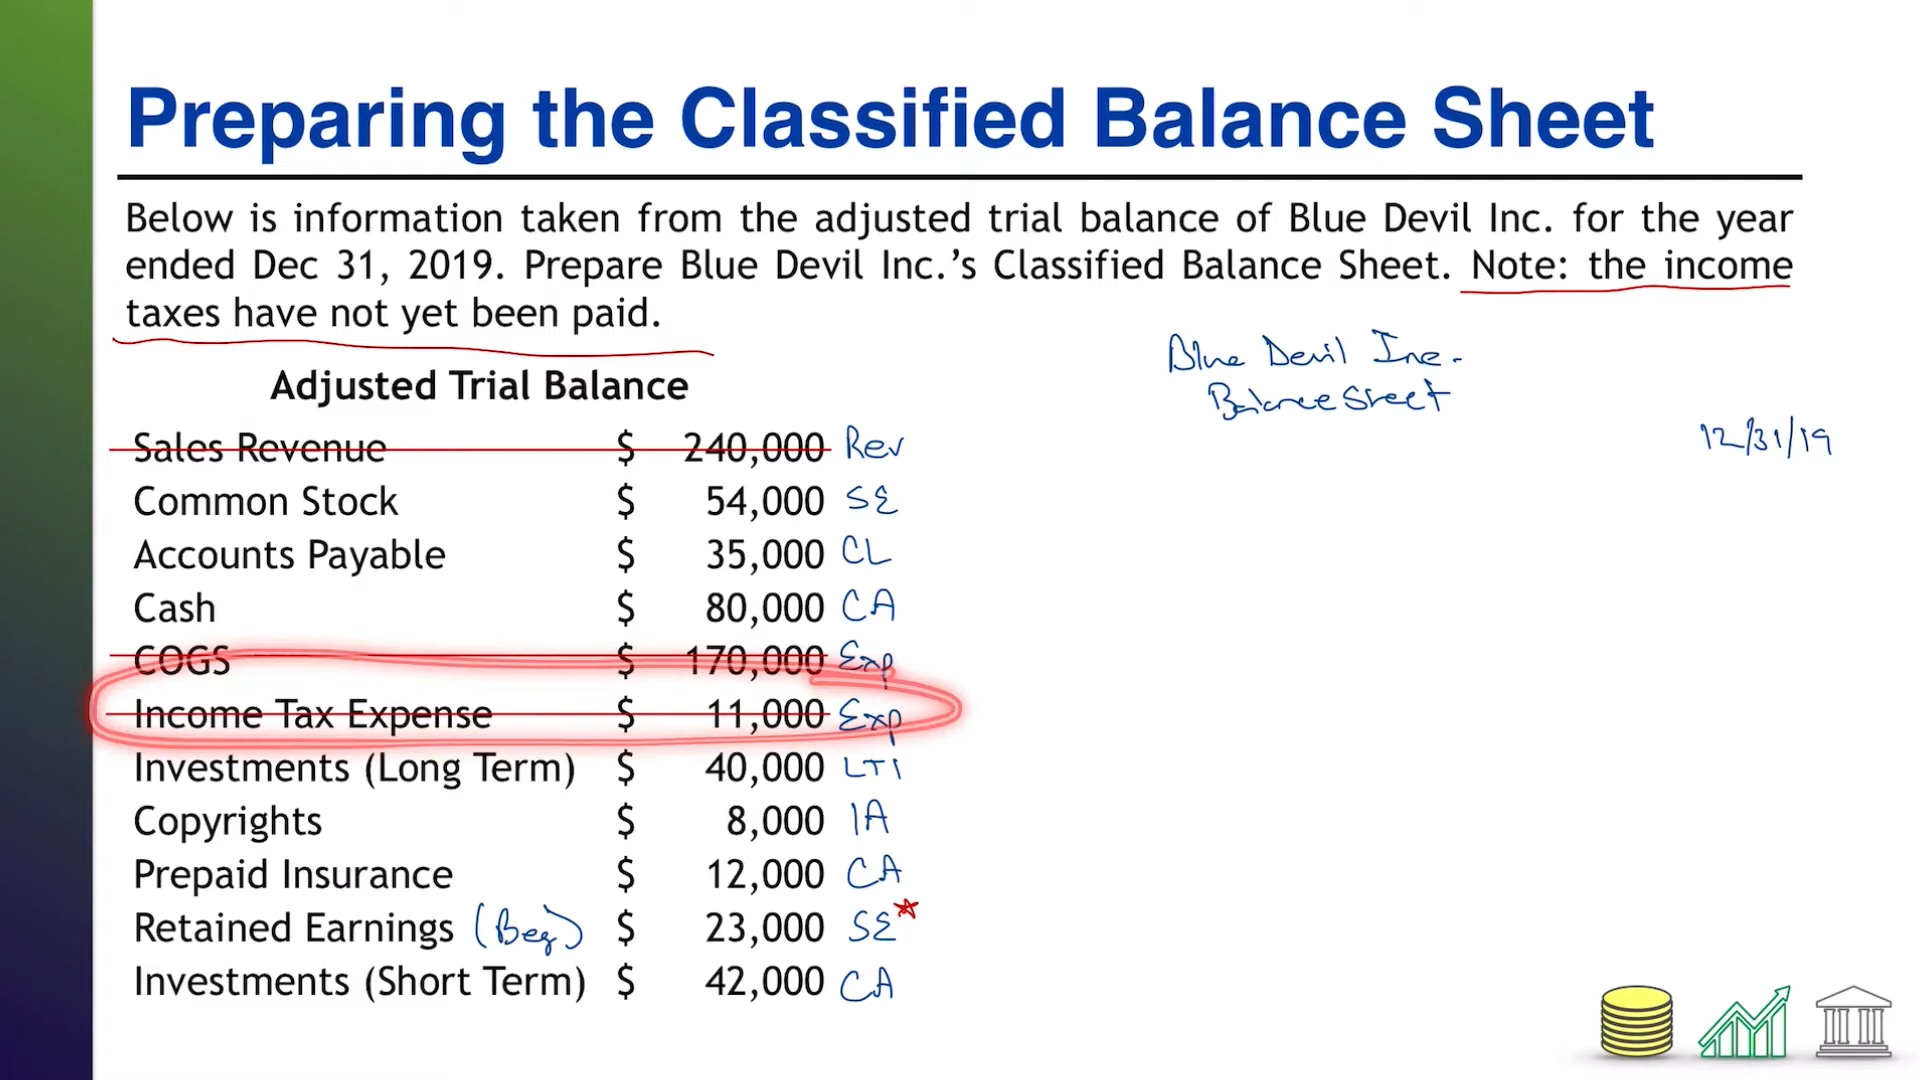 Preparing the Classified Balance Sheet
Below is information taken from the adjusted trial balance of Blue Devil Inc. for the year
ended Dec 31, 2019. Prepare Blue Devil Inc.’s Classified Balance Sheet. Note: the income
taxes have not yet been paid.
Blue Devil Inc.
Balance Sheet
12/31/19
Adjusted Trial Balance
Sales Revenue $ 240,000 Rev
Common Stock $ 54,000 SE
Accounts Payable $ 35,000 CL
Cash $ 80,000 CA
COGS $ 170,000 Exp
Income Tax Expense $ 11,000 Exp
Investments (Long Term) $ 40,000 LTI
Copyrights $ 8,000 IA
Prepaid Insurance $ 12,000 CA
Retained Earnings (Beg) $ 23,000 SE
Investments (Short Term) $ 42,000 CA